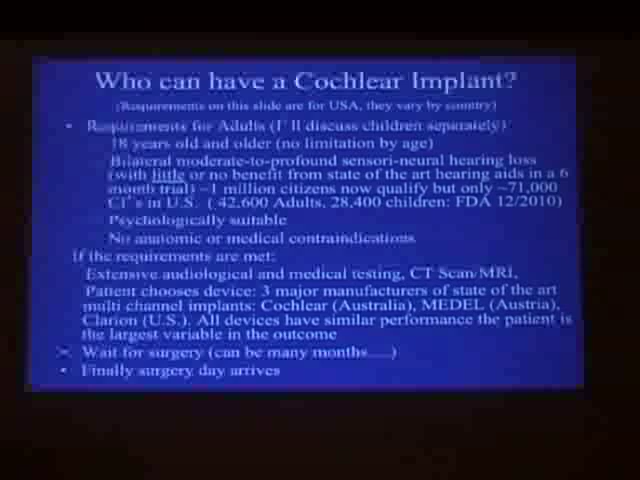 Who can have a Cochlear Implant?
(Requirements on this slide are for USA, they vary by country)
• Requirements for Adults (I'll discuss children separately)
18 years old and older (no limitation by age)
Bilateral moderate-to-profound sensori-neural hearing loss
(with little or no benefit from state of the art hearing aids in a 6
month trial) ~1 million citizens now qualify but only ~71,000
CI's in U.S. ( 42,600 Adults, 28,400 children: FDA 12/2010)
Psychologically suitable
No anatomic or medical contraindications
If the requirements are met:
Extensive audiological and medical testing, CT Scan/MRI,
Patient chooses device: 3 major manufacturers of state of the art
multi channel implants: Cochlear (Australia), MEDEL (Austria),
Clarion (U.S.). All devices have similar performance the patient is
the largest variable in the outcome
Wait for surgery (can be many months....)
• Finally surgery day arrives